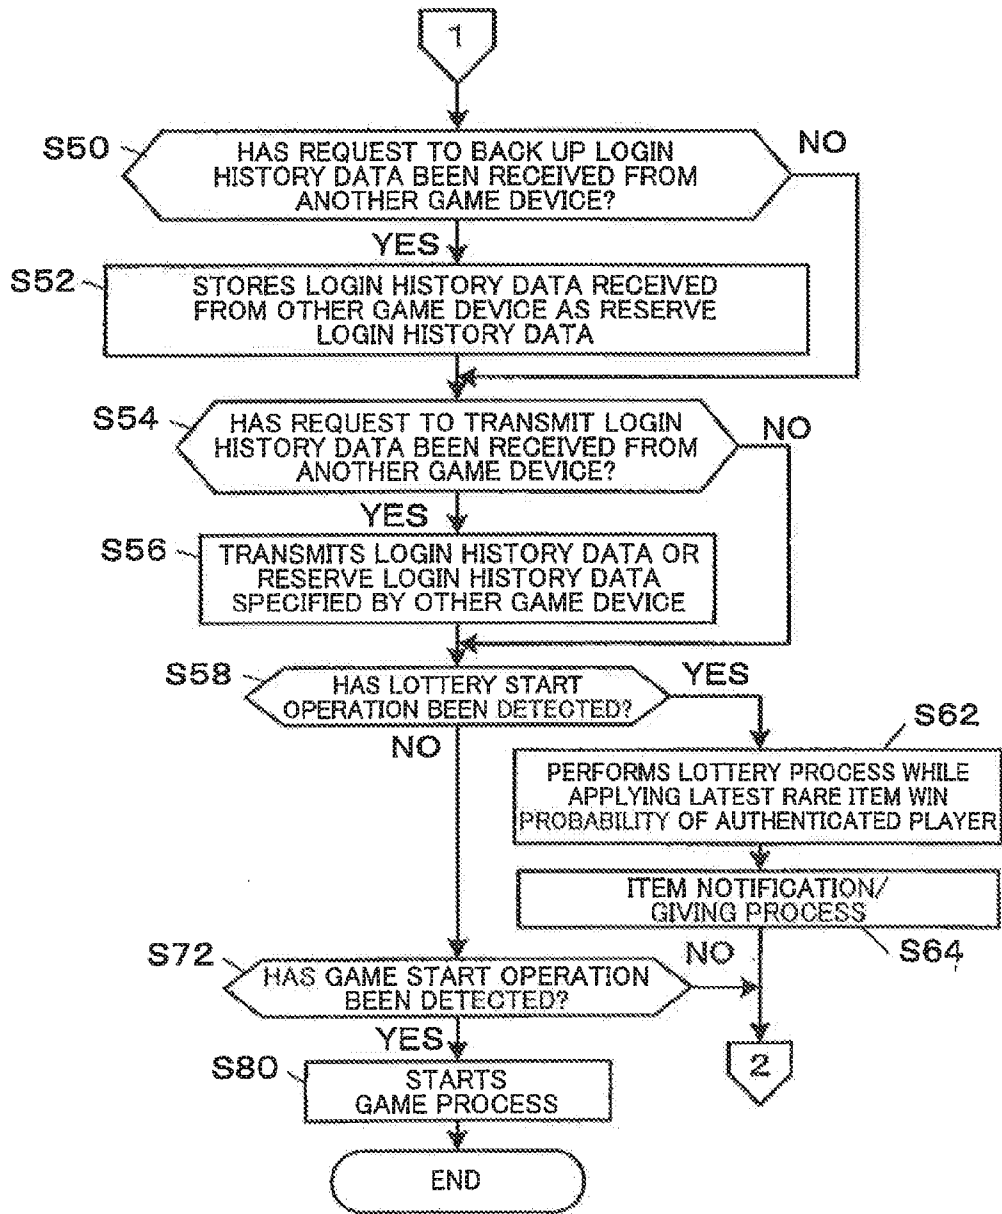 1
S50
HAS REQUEST TO BACK UP LOGIN
HISTORY DATA BEEN RECEIVED FROM
ANOTHER GAME DEVICE?
NO
YES
S52
STORES LOGIN HISTORY DATA RECEIVED
FROM OTHER GAME DEVICE AS RESERVE
LOGIN HISTORY DATA
S54
HAS REQUEST TO TRANSMIT LOGIN
HISTORY DATA BEEN RECEIVED FROM
ANOTHER GAME DEVICE?
NO
YES
S56
TRANSMITS LOGIN HISTORY DATA OR
RESERVE LOGIN HISTORY DATA
SPECIFIED BY OTHER GAME DEVICE
S58
HAS LOTTERY START
OPERATION BEEN DETECTED?
YES
NO
S62
PERFORMS LOTTERY PROCESS WHILE
APPLYING LATEST RARE ITEM WIN
PROBABILITY OF AUTHENTICATED PLAYER
ITEM NOTIFICATION/
GIVING PROCESS
S64
S72
HAS GAME START OPERATION
BEEN DETECTED?
NO
YES
2
S80
STARTS
GAME PROCESS
END